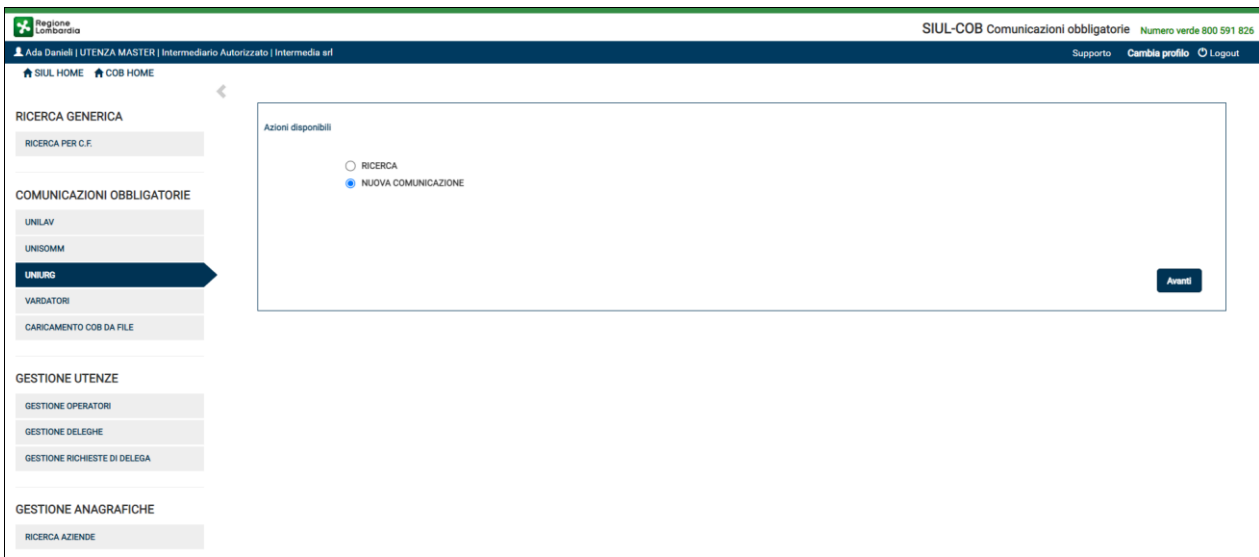 Regione
Lombardia
SIUL-COB Comunicazioni obbligatorie Numero verde 800 591 826
Ada Danieli | UTENZA MASTER | Intermediario Autorizzato | Intermedia srl
Supporto Cambia profilo Logout
SIUL HOME COB HOME
RICERCA GENERICA
RICERCA PER C.F.
COMUNICAZIONI OBBLIGATORIE
UNILAV
UNISOMM
UNIURG
VARDATORI
CARICAMENTO COB DA FILE
GESTIONE UTENZE
GESTIONE OPERATORI
GESTIONE DELEGHE
GESTIONE RICHIESTE DI DELEGA
GESTIONE ANAGRAFICHE
RICERCA AZIENDE
Azioni disponibili
RICERCA
NUOVA COMUNICAZIONE
Avanti